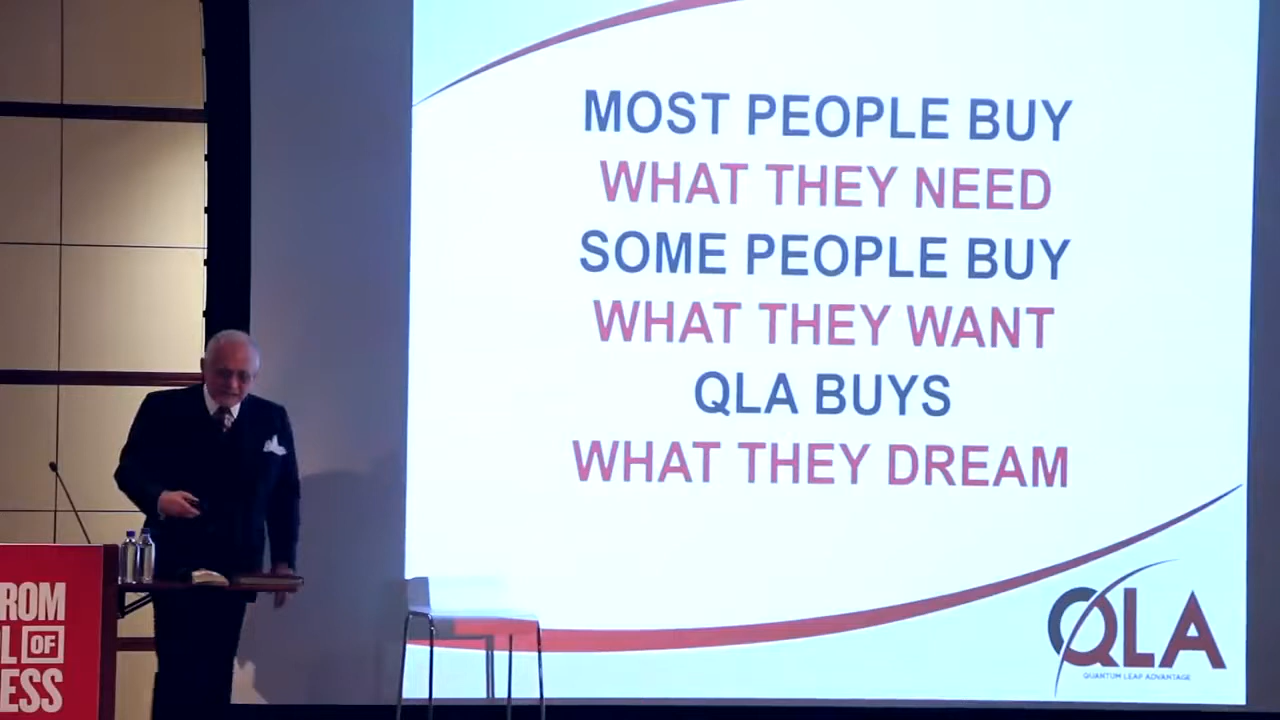 MOST PEOPLE BUY
WHAT THEY NEED
SOME PEOPLE BUY
WHAT THEY WANT
QLA BUYS
WHAT THEY DREAM
QLA
QUANTUM LEAP ADVANTAGE
ROM
L OF
ESS